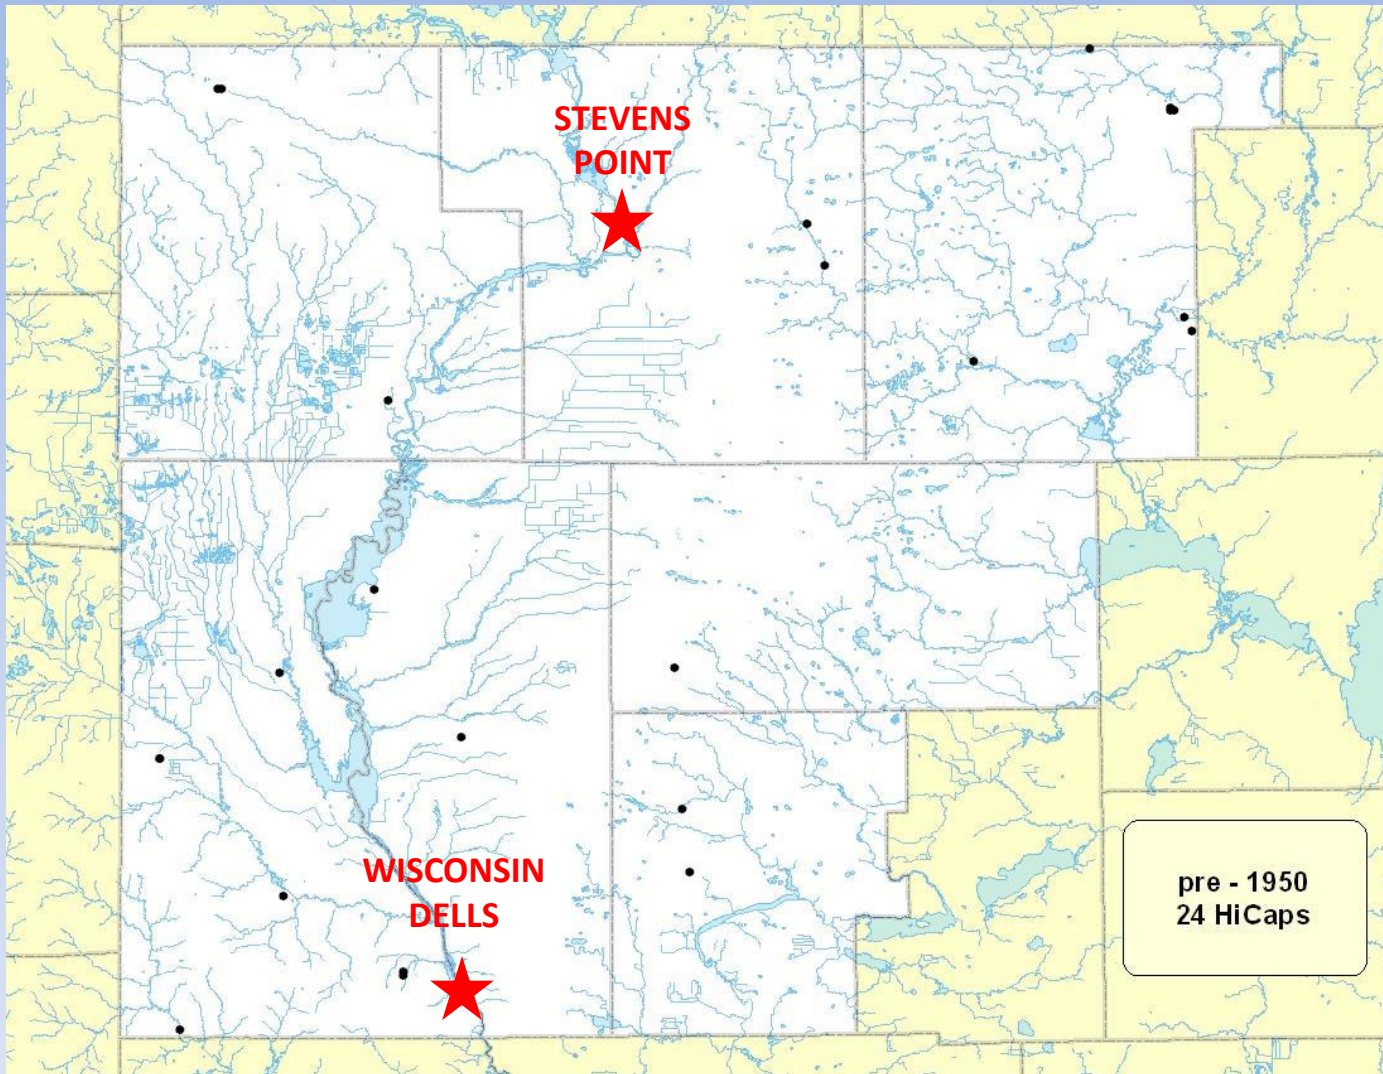 STEVENS
POINT
WISCONSIN
DELLS
pre - 1950
24 HiCaps